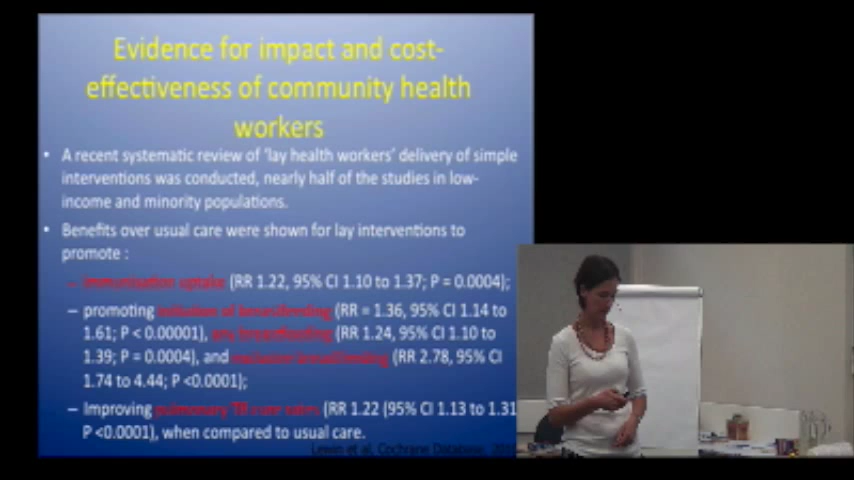 Evidence for impact and cost-
effectiveness of community health
workers
• A recent systematic review of 'lay health workers' delivery of simple
interventions was conducted, nearly half of the studies in low-
income and minority populations.
• Benefits over usual care were shown for lay interventions to
promote :
– immunisation uptake (RR 1.22, 95% CI 1.10 to 1.37; P = 0.0004);
– promoting initiation of breastfeeding (RR = 1.36, 95% CI 1.14 to
1.61; P < 0.00001), any breastfeeding (RR 1.24, 95% CI 1.10 to
1.39; P = 0.0004), and exclusive breastfeeding (RR 2.78, 95% CI
1.74 to 4.44; P <0.0001);
– Improving pulmonary TB cure rates (RR 1.22 (95% CI 1.13 to 1.31
P <0.0001), when compared to usual care.
Lewin et al, Cochrane Database,